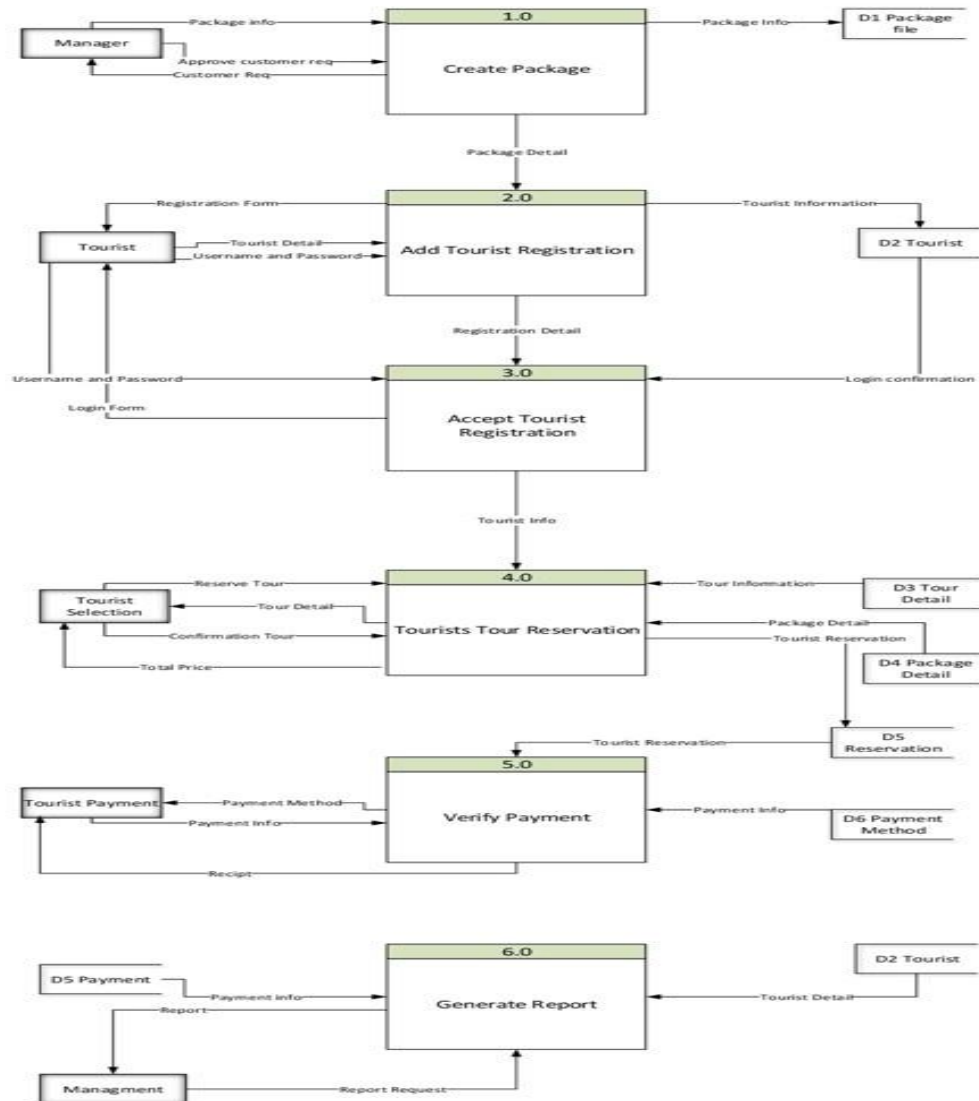 1.0
Package info
Package Info
D1 Package
file
Manager
Approve customer req
Customer Req
Create Package
Package Detail
2.0
Registration Form
Tourist Information
Tourist
Tourist Detail
Username and Password
Add Tourist Registration
D2 Tourist
Registration Detail
3.0
Username and Password
Login confirmation
Login Form
Accept Tourist
Registration
Tourist Info
4.0
Reserve Tour
Tour Information
Tourist
Selection
Tour Detail
D3 Tour
Detail
Confirmation Tour
Tourists Tour Reservation
Package Detail
Tourist Reservation
Total Price
D4 Package
Detail
Tourist Reservation
D5
Reservation
5.0
Tourist Payment
Payment Method
Payment Info
Verify Payment
Payment Info
D6 Payment
Method
Recipt
6.0
D5 Payment
D2 Tourist
Payment info
Generate Report
Tourist Detail
Report
Managment
Report Request